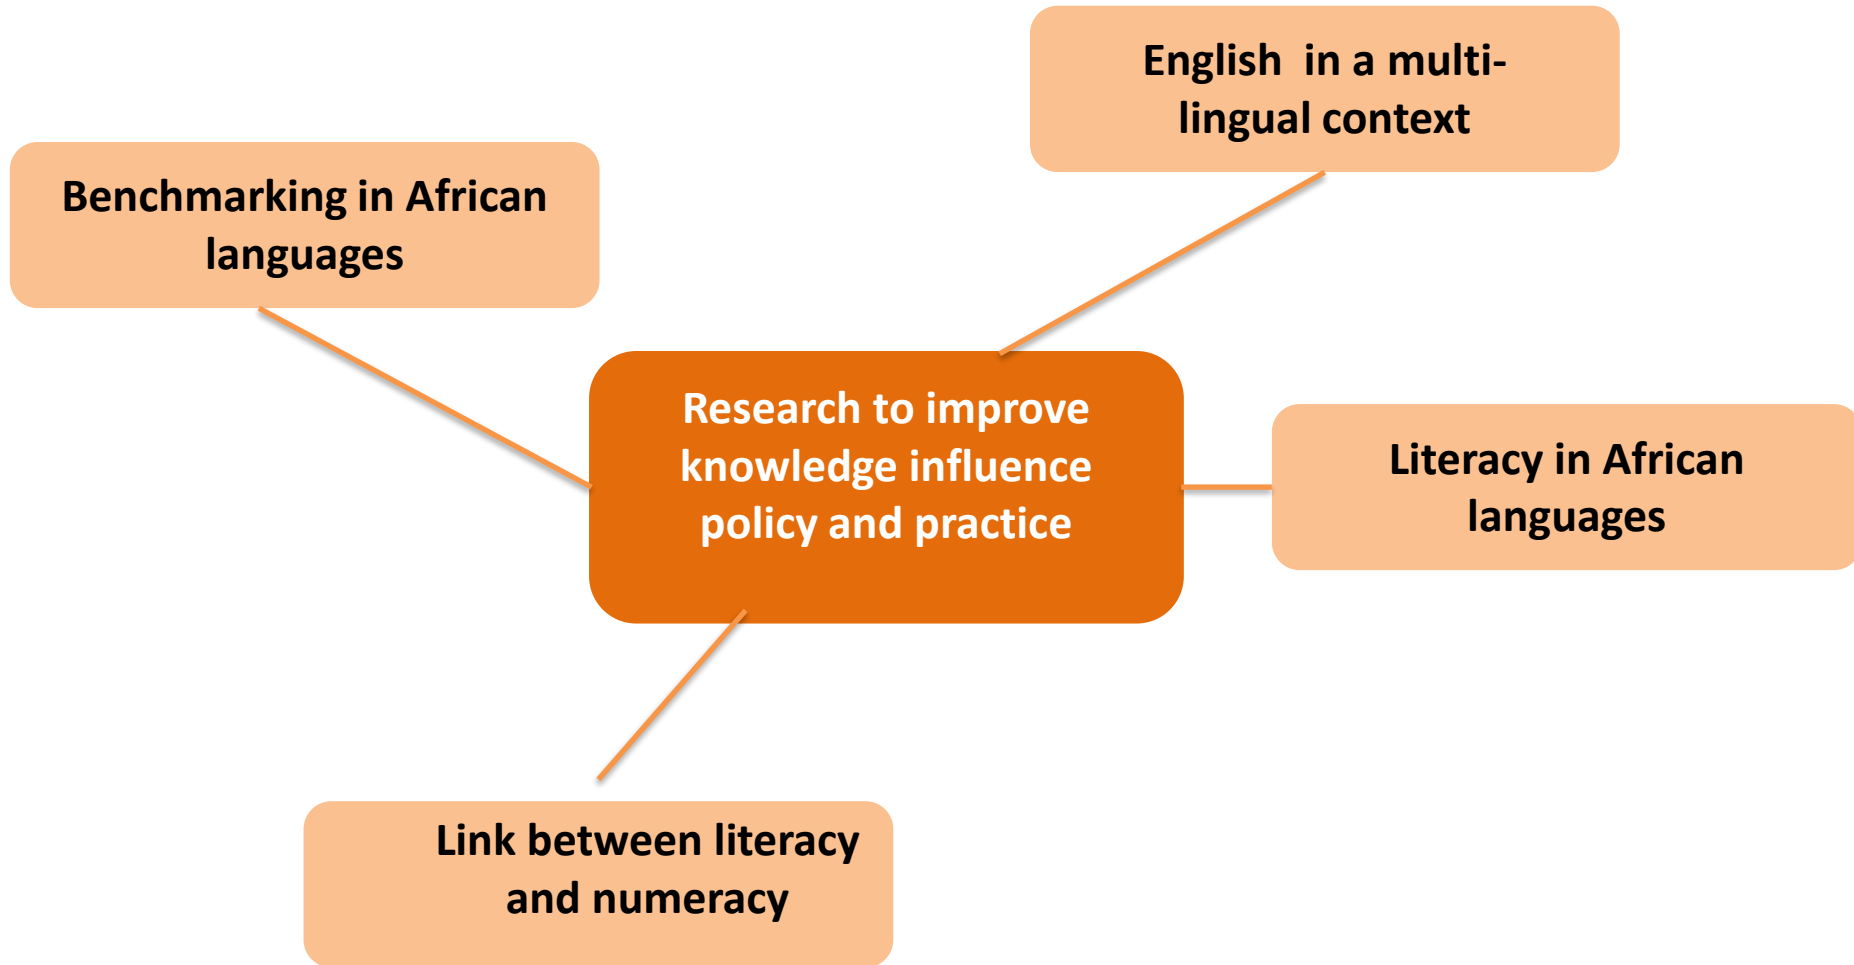 English  in a multi-
lingual context
Benchmarking in African
languages
Research to improve
knowledge influence
policy and practice
Literacy in African
languages
Link between literacy
and numeracy